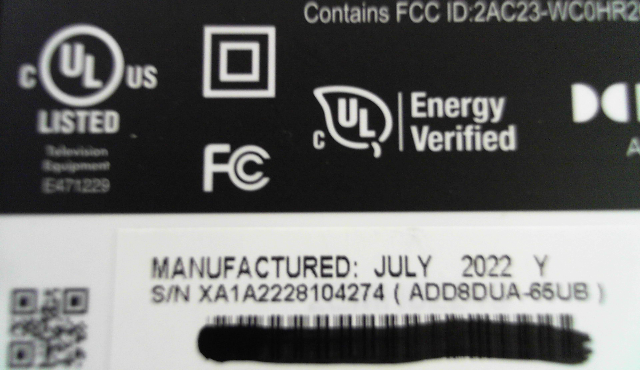 Contains FCC ID:2AC23-WC0HR2
C UL US
LISTED
Television
Equipment
E471229
FC
C UL
Energy
Verified
MANUFACTURED: JULY 2022 Y
S/N XA1A2228104274 ( ADD8DUA-65UB )